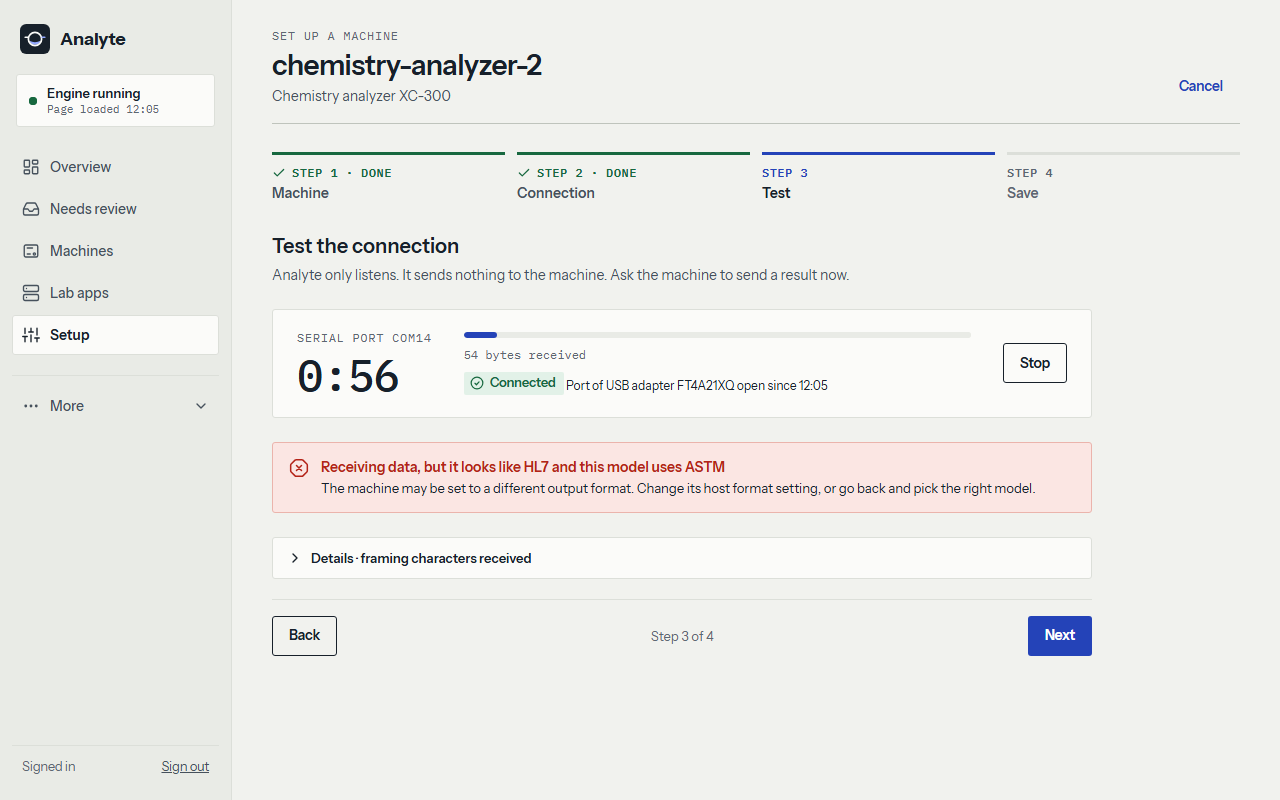 Analyte
Engine running
Page loaded 12:05
Overview
Needs review
Machines
Lab apps
Setup
More
Signed in
Sign out
SET UP A MACHINE
chemistry-analyzer-2
Chemistry analyzer XC-300
Cancel
STEP 1 · DONE
Machine
STEP 2 · DONE
Connection
STEP 3
Test
STEP 4
Save
Test the connection
Analyte only listens. It sends nothing to the machine. Ask the machine to send a result now.
SERIAL PORT COM14
0:56
54 bytes received
Connected Port of USB adapter FT4A21XQ open since 12:05
Stop
Receiving data, but it looks like HL7 and this model uses ASTM
The machine may be set to a different output format. Change its host format setting, or go back and pick the right model.
Details · framing characters received
Back
Step 3 of 4
Next